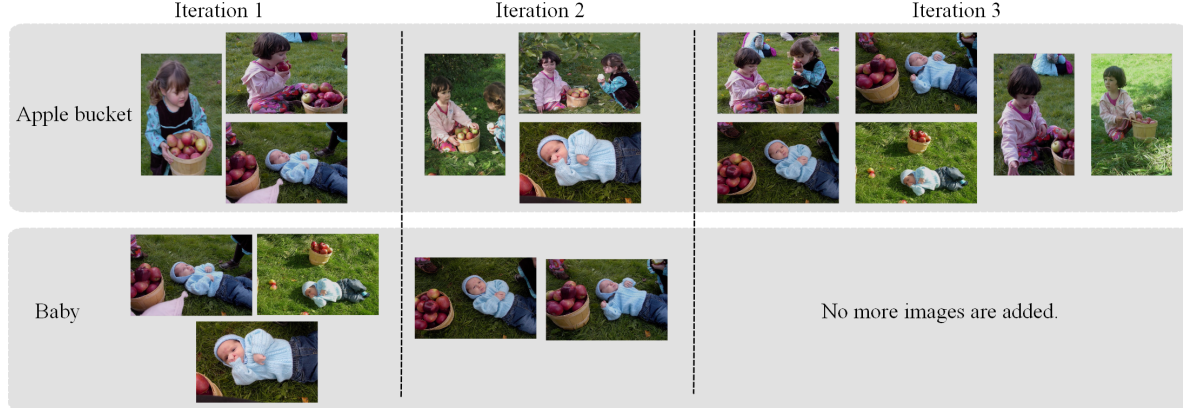 Iteration 1
Iteration 2
Iteration 3
Apple bucket
Baby
No more images are added.